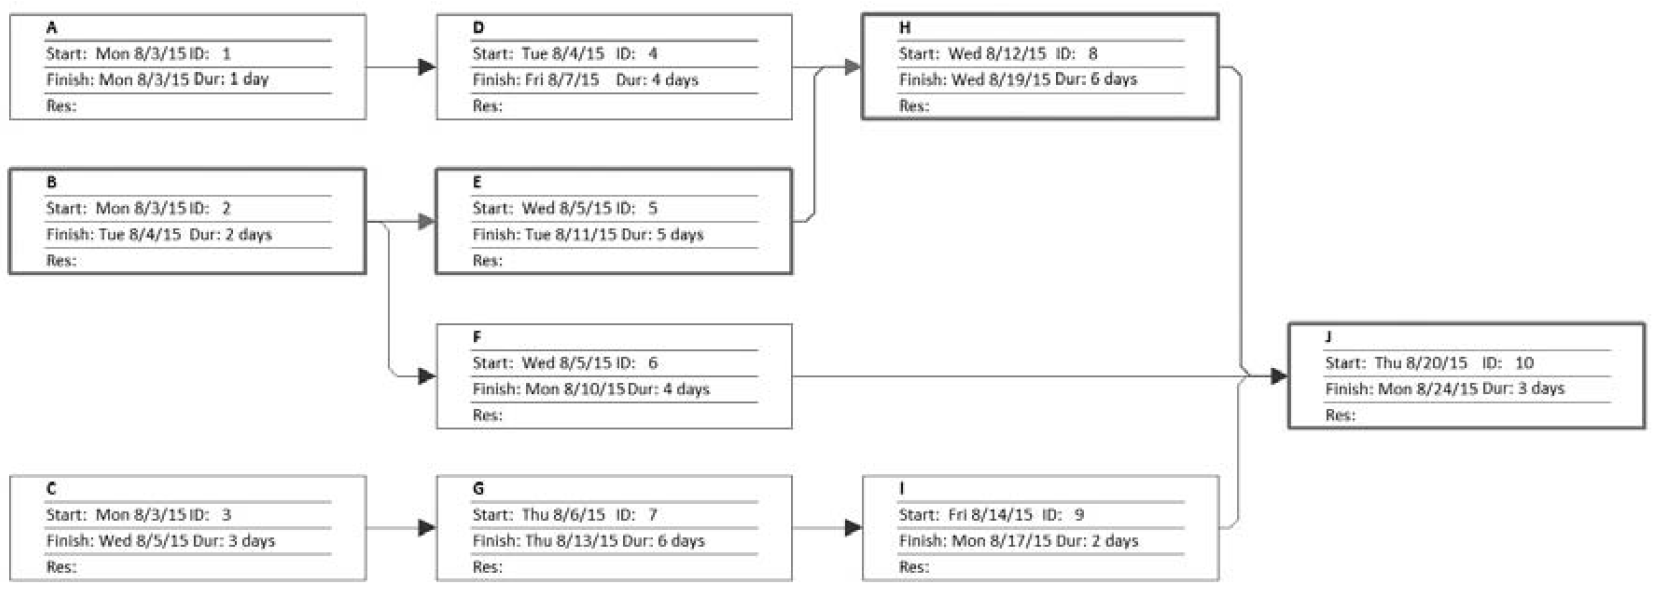 A
Start: Mon 8/3/15 ID: 1
Finish: Mon 8/3/15 Dur: 1 day
Res:
D
Start: Tue 8/4/15 ID: 4
Finish: Fri 8/7/15 Dur: 4 days
Res:
H
Start: Wed 8/12/15 ID: 8
Finish: Wed 8/19/15 Dur: 6 days
Res:
B
Start: Mon 8/3/15 ID: 2
Finish: Tue 8/4/15 Dur: 2 days
Res:
E
Start: Wed 8/5/15 ID: 5
Finish: Tue 8/11/15 Dur: 5 days
Res:
F
Start: Wed 8/5/15 ID: 6
Finish: Mon 8/10/15 Dur: 4 days
Res:
J
Start: Thu 8/20/15 ID: 10
Finish: Mon 8/24/15 Dur: 3 days
Res:
C
Start: Mon 8/3/15 ID: 3
Finish: Wed 8/5/15 Dur: 3 days
Res:
G
Start: Thu 8/6/15 ID: 7
Finish: Thu 8/13/15 Dur: 6 days
Res:
I
Start: Fri 8/14/15 ID: 9
Finish: Mon 8/17/15 Dur: 2 days
Res: